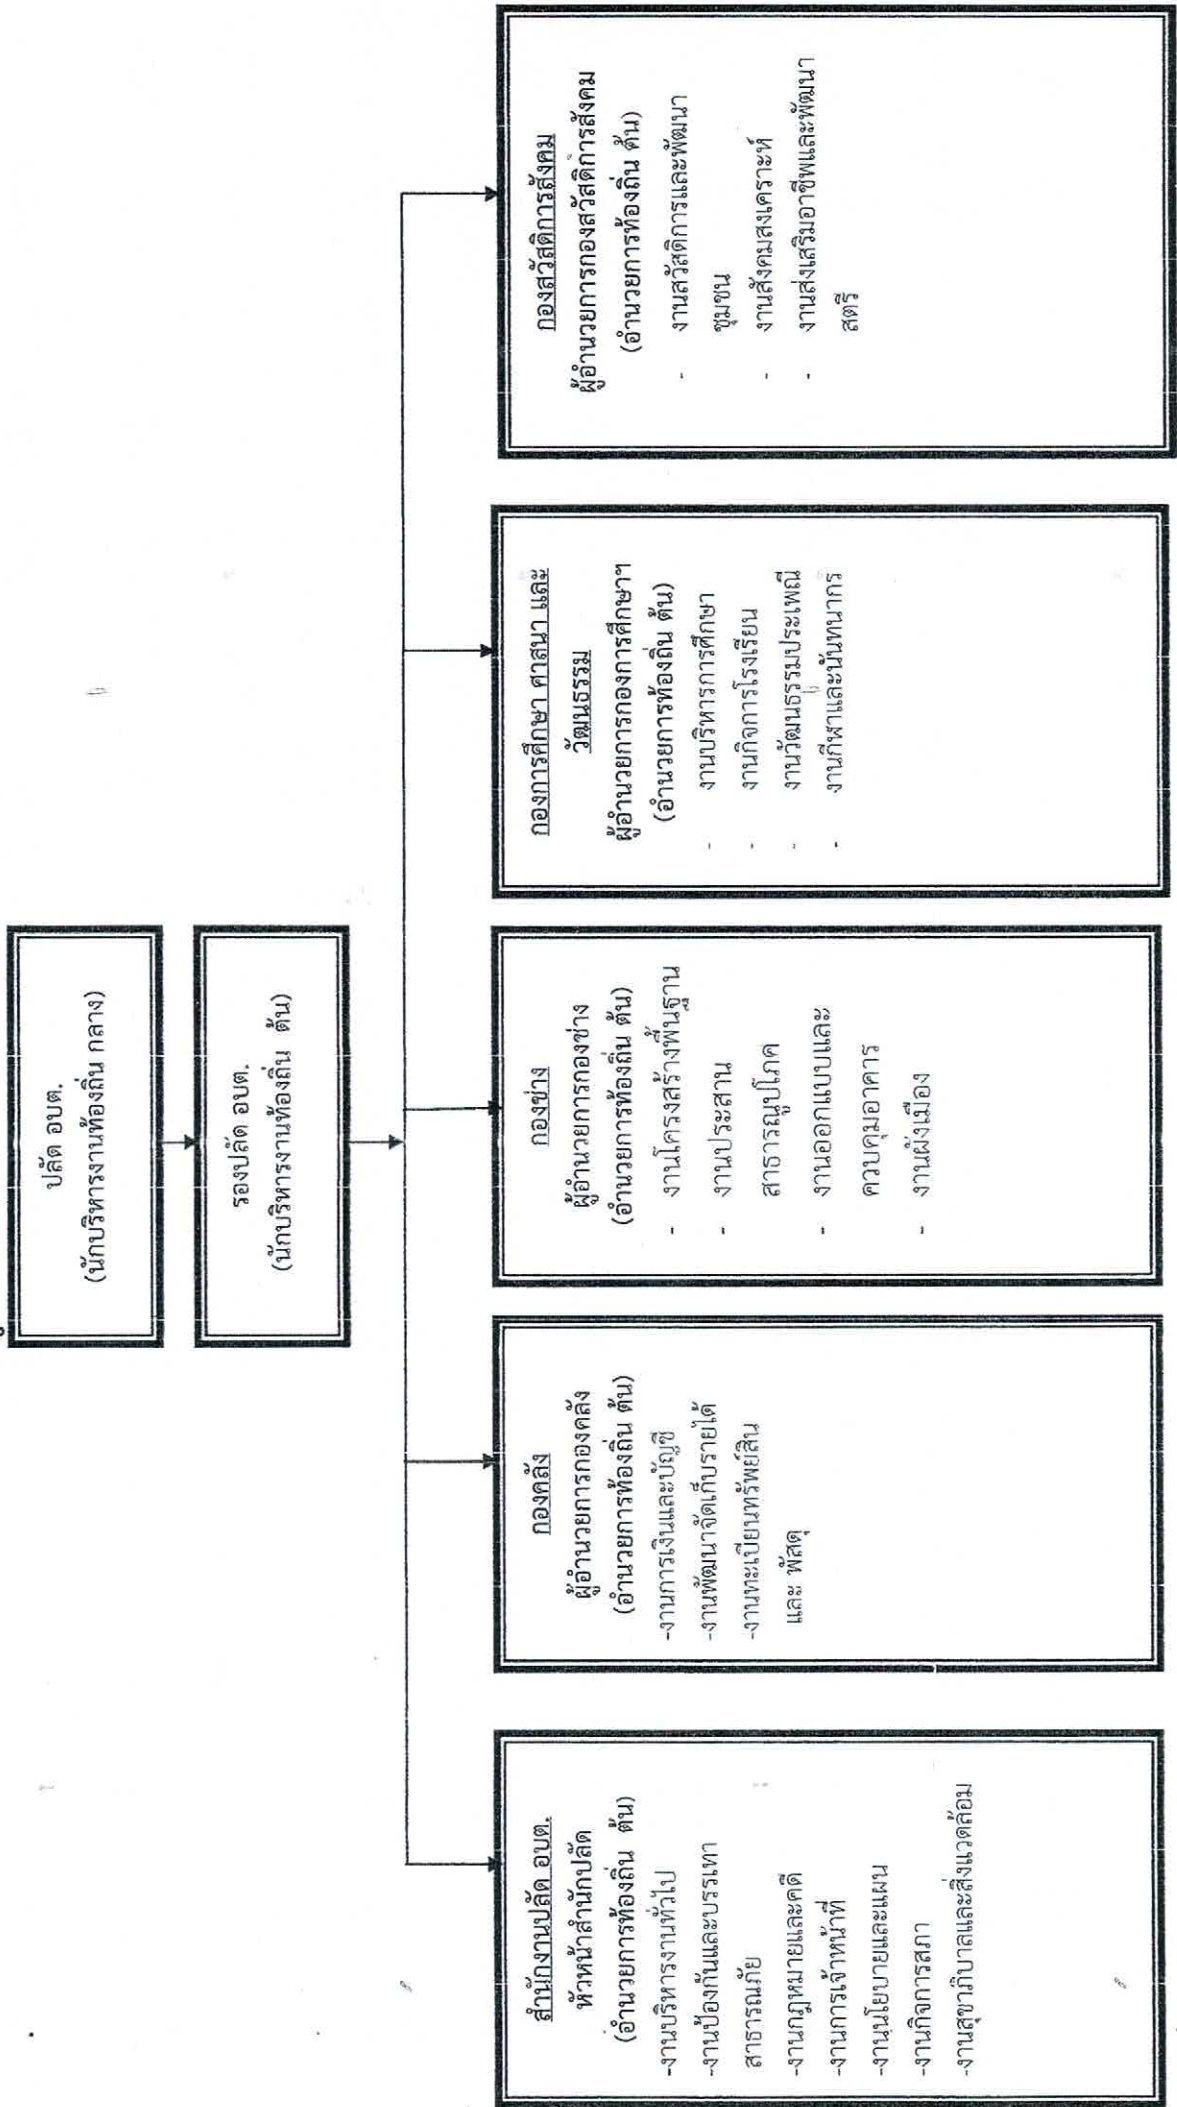 ปลัด อบต.
(นักบริหารงานท้องถิ่น กลาง)
รองปลัด อบต.
(นักบริหารงานท้องถิ่น ต้น)
สำนักงานปลัด อบต.
หัวหน้าสำนักปลัด
(อำนวยการท้องถิ่น ต้น)
-งานบริหารงานทั่วไป
-งานป้องกันและบรรเทา
สาธารณภัย
-งานกฎหมายและคดี
-งานการเจ้าหน้าที่
-งานนโยบายและแผน
-งานกิจการสภา
-งานสุขาภิบาลและสิ่งแวดล้อม
กองคลัง
ผู้อำนวยการกองคลัง
(อำนวยการท้องถิ่น ต้น)
-งานการเงินและบัญชี
-งานพัฒนาจัดเก็บรายได้
-งานทะเบียนทรัพย์สิน
และ พัสดุ
กองช่าง
ผู้อำนวยการกองช่าง
(อำนวยการท้องถิ่น ต้น)
- งานโครงสร้างพื้นฐาน
- งานประสาน
สาธารณูปโภค
- งานออกแบบและ
ควบคุมอาคาร
- งานผังเมือง
กองการศึกษา ศาสนา และ
วัฒนธรรม
ผู้อำนวยการกองการศึกษาฯ
(อำนวยการท้องถิ่น ต้น)
- งานบริหารการศึกษา
- งานกิจการโรงเรียน
- งานวัฒนธรรมประเพณี
- งานกีฬาและนันทนาการ
กองสวัสดิการสังคม
ผู้อำนวยการกองสวัสดิการสังคม
(อำนวยการท้องถิ่น ต้น)
- งานสวัสดิการและพัฒนา
ชุมชน
- งานสังคมสงเคราะห์
- งานส่งเสริมอาชีพและพัฒนา
สตรี